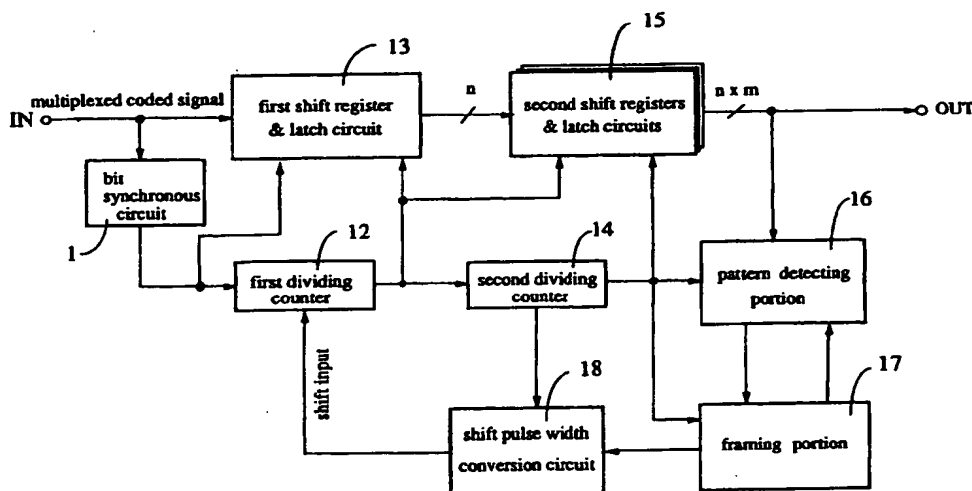 13
15
IN
multiplexed coded signal
first shift register
& latch circuit
n
second shift registers
& latch circuits
n x m
OUT
bit
synchronous
circuit
1
12
first dividing
counter
14
second dividing
counter
16
pattern detecting
portion
shift input
18
shift pulse width
conversion circuit
17
framing portion